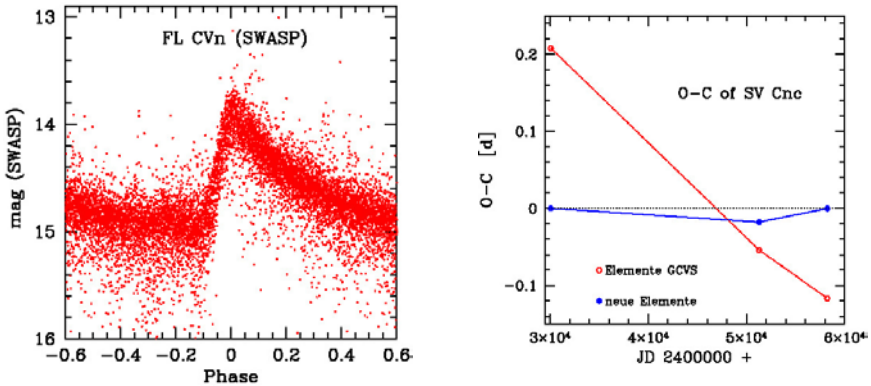 FL CVn (SWASP)
13
14
15
16
mag (SWASP)
-0.6 -0.4 -0.2 0 0.2 0.4 0.6
Phase
O-C of SV Cnc
0.2
0.1
0
-0.1
O-C [d]
Elemente GCVS
neue Elemente
3×10⁴ 4×10⁴ 5×10⁴ 6×10⁴
JD 2400000 +